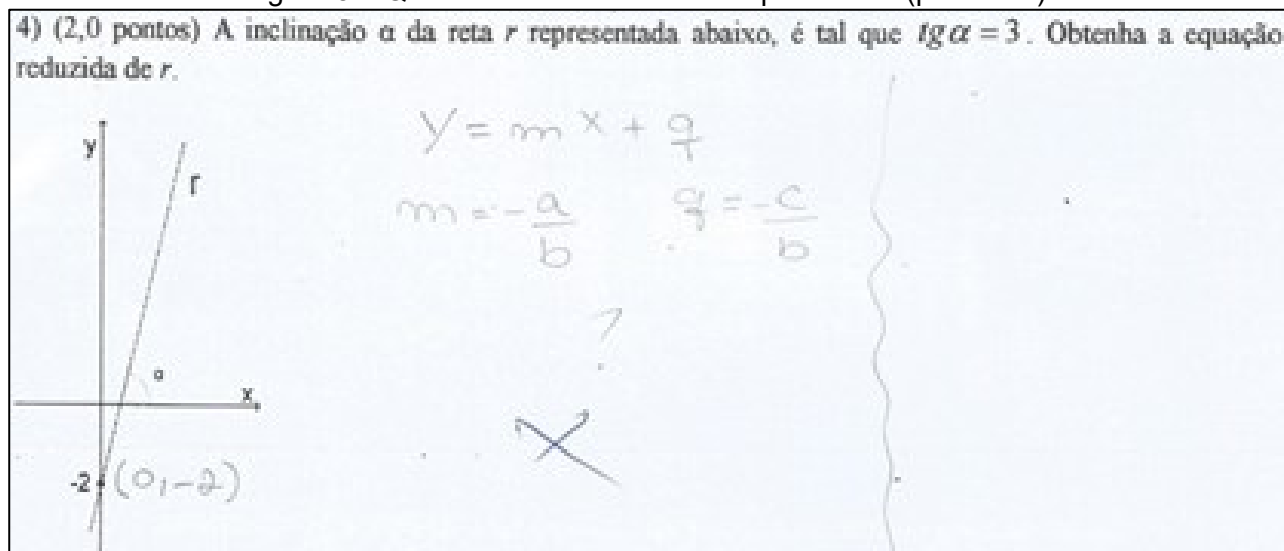 4) (2,0 pontos) A inclinação α da reta r representada abaixo, é tal que tg α = 3. Obtenha a equação
reduzida de r.
y = mx + q
y
r
m = -a/b q = -c/b
?
α
x
-2 (0,-2)